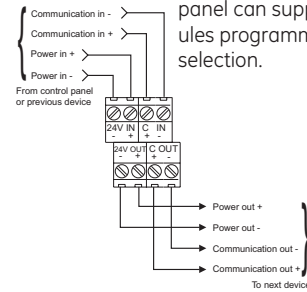 panel can supp
ules programm
selection.
Communication in -
Communication in +
Power in +
Power in -
From control panel
or previous device
24V IN C IN
- + + -
24V OUT C OUT
- + + -
Power out +
Power out -
Communication out -
Communication out +
To next device